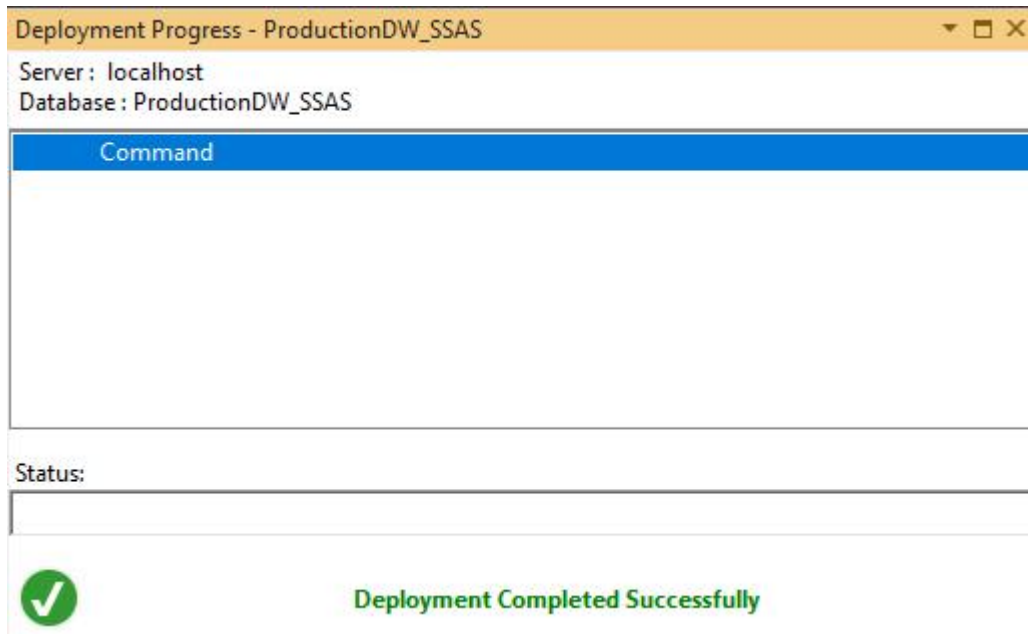 Deployment Progress - ProductionDW_SSAS
Server : localhost
Database : ProductionDW_SSAS
Command
Status:
Deployment Completed Successfully